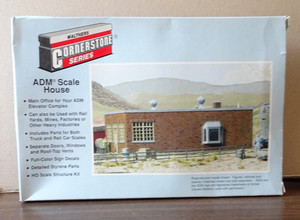 WALTHERS
CORNERSTONE
SERIES
ADM® Scale
House
• Main Office for Your ADM
Elevator Complex
• Can also be Used with Rail
Yards, Mines, Factories or
Other Heavy Industries
• Includes Parts for Both
Truck and Rail Car Scales
• Separate Doors, Windows
and Roof-Top Vents
• Full-Color Sign Decals
• Detailed Styrene Parts
• HO Scale Structure Kit